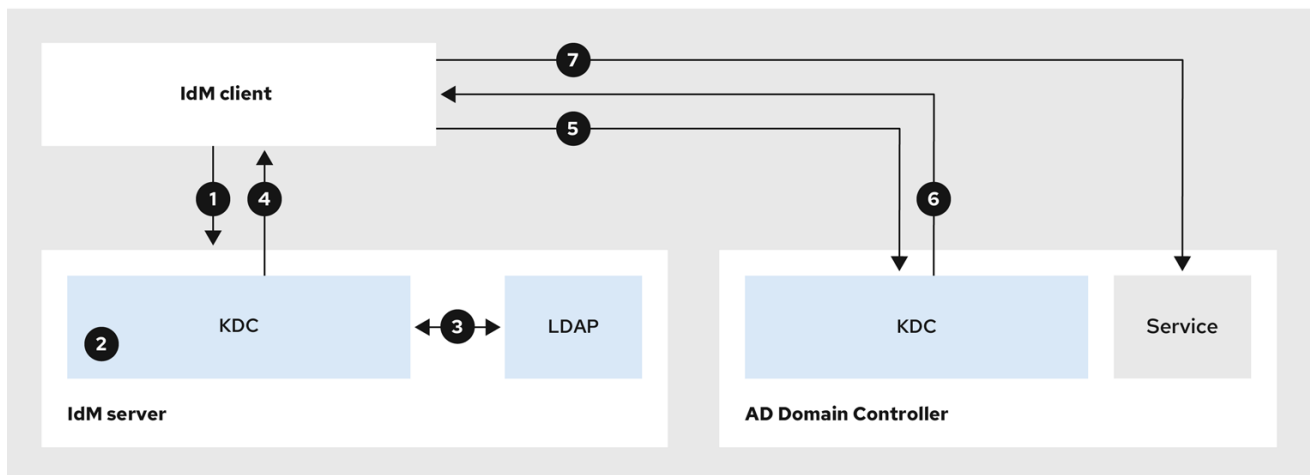 7
IdM client
5
1
4
6
KDC
3
LDAP
KDC
Service
2
IdM server
AD Domain Controller